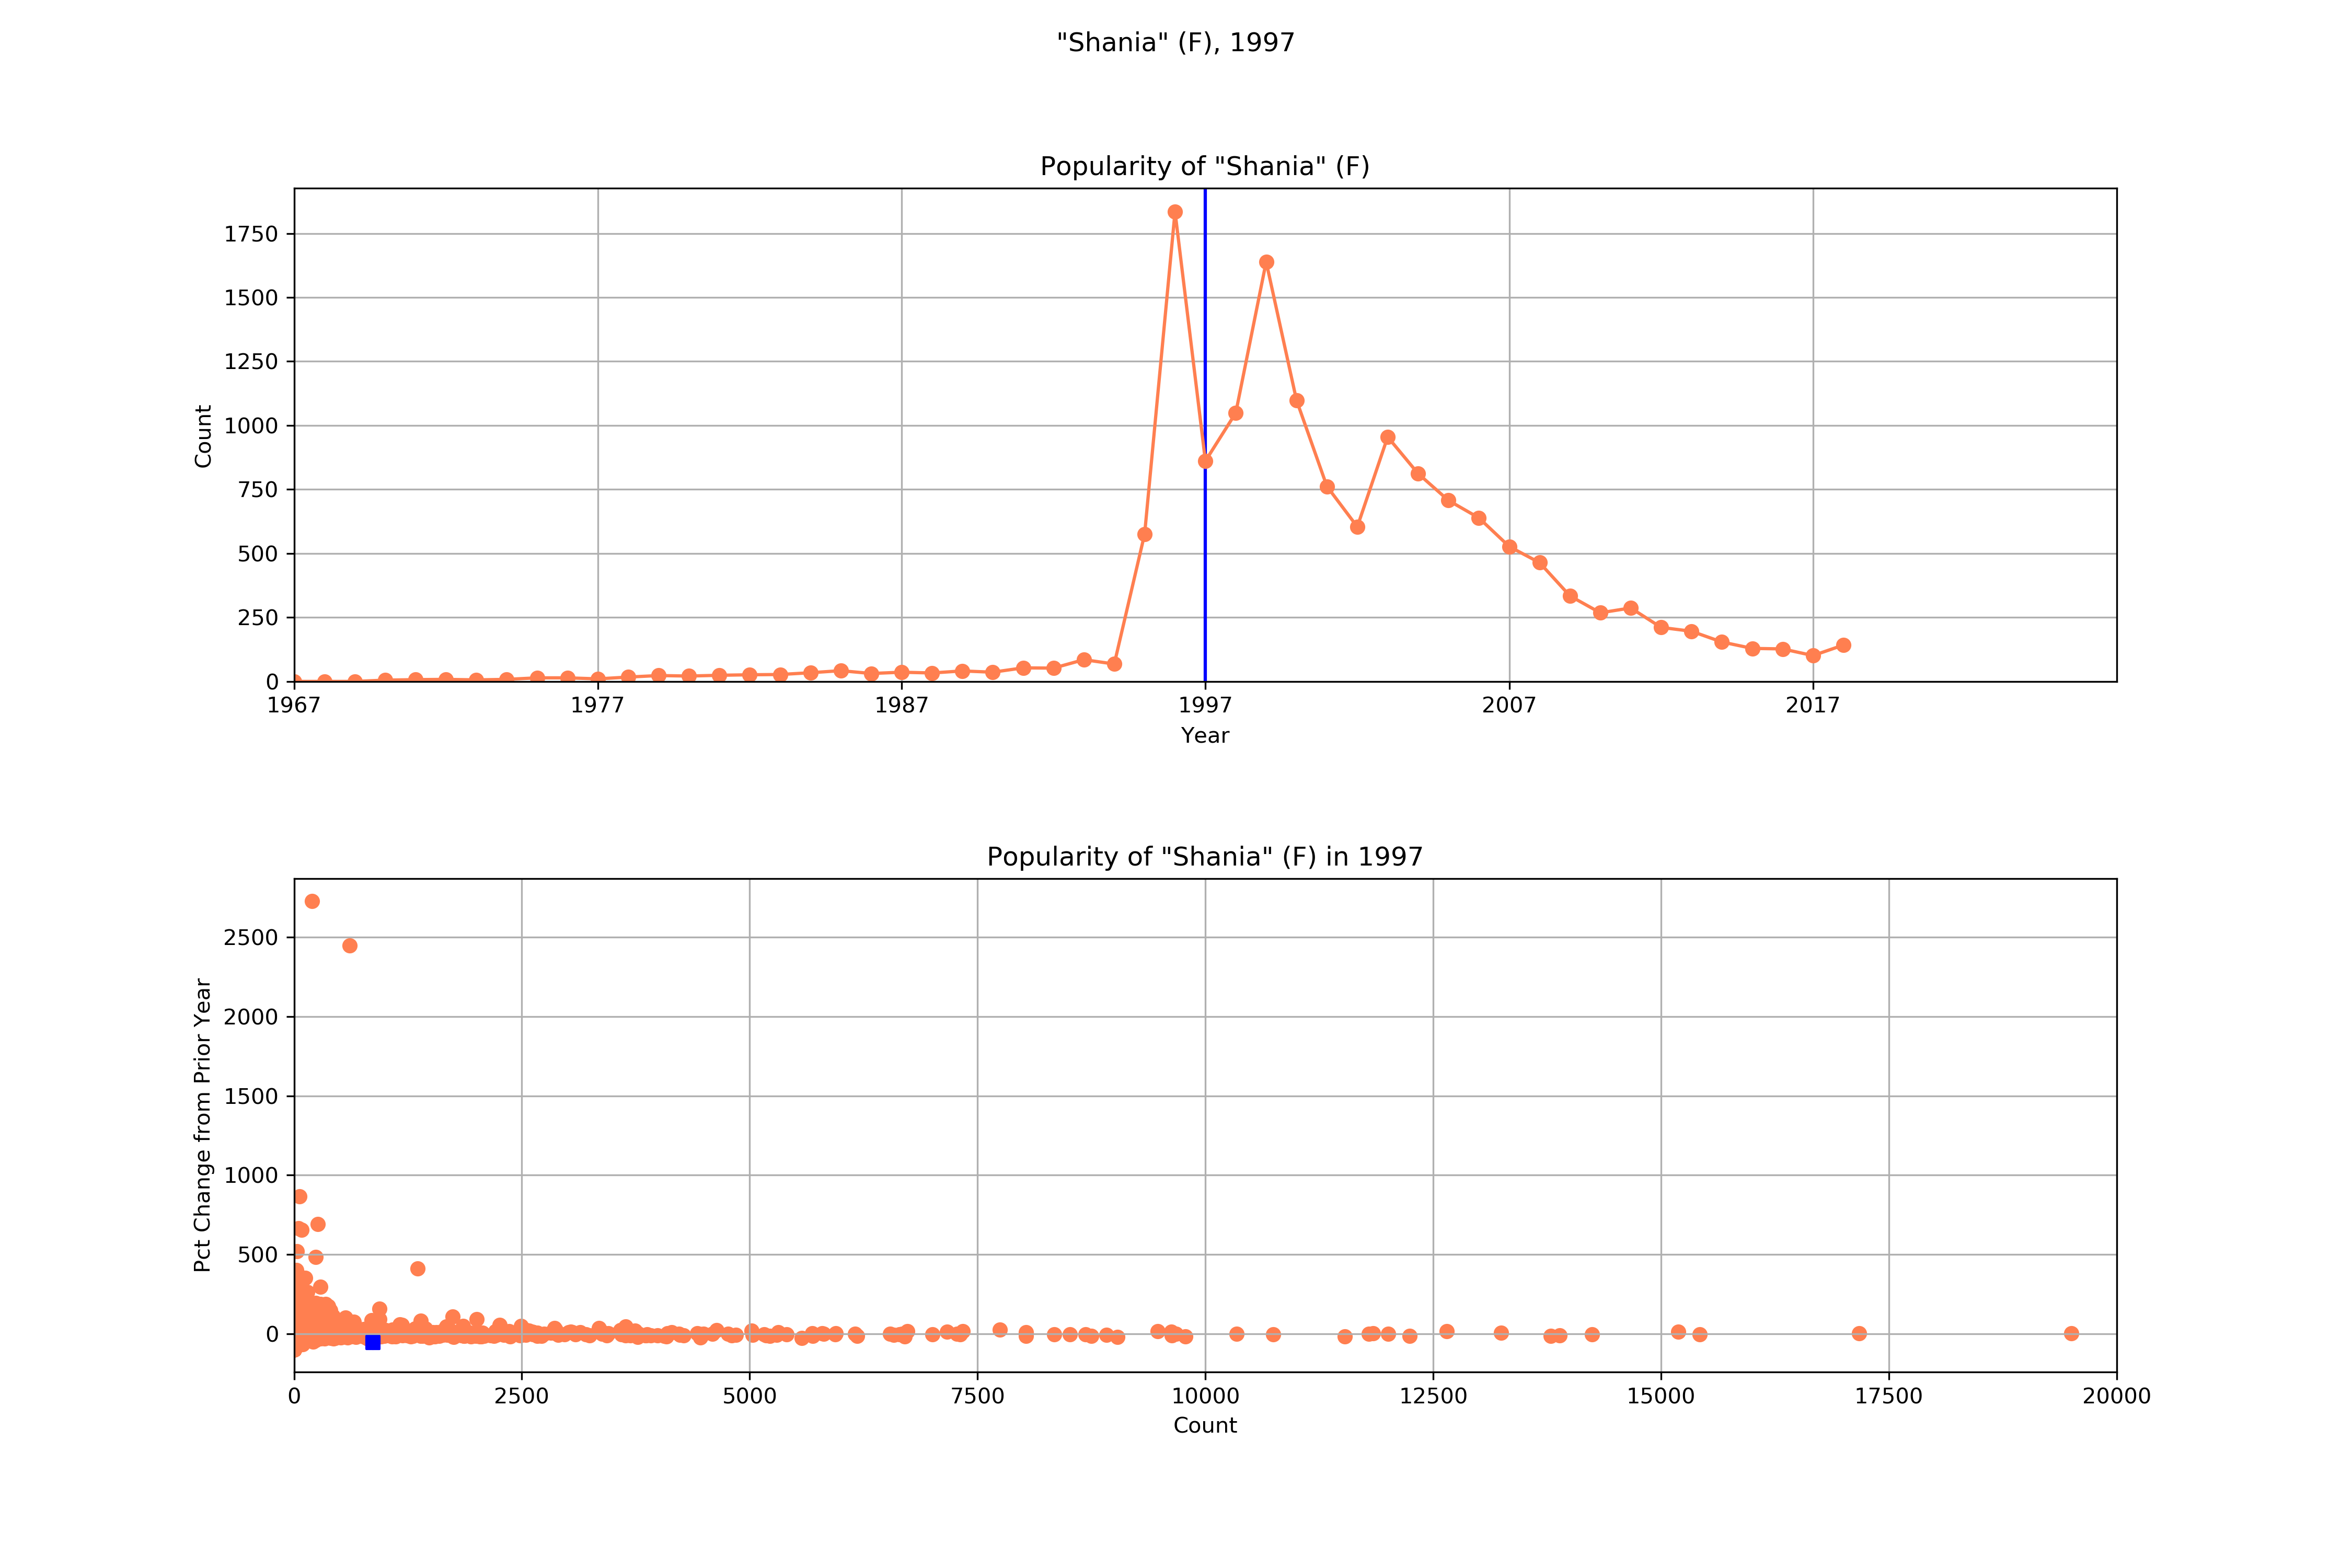 "Shania" (F), 1997
Popularity of "Shania" (F)
1750
1500
1250
1000
750
500
250
0
Count
1967 1977 1987 1997 2007 2017
Year
Popularity of "Shania" (F) in 1997
2500
2000
1500
1000
500
0
Pct Change from Prior Year
0 2500 5000 7500 10000 12500 15000 17500 20000
Count